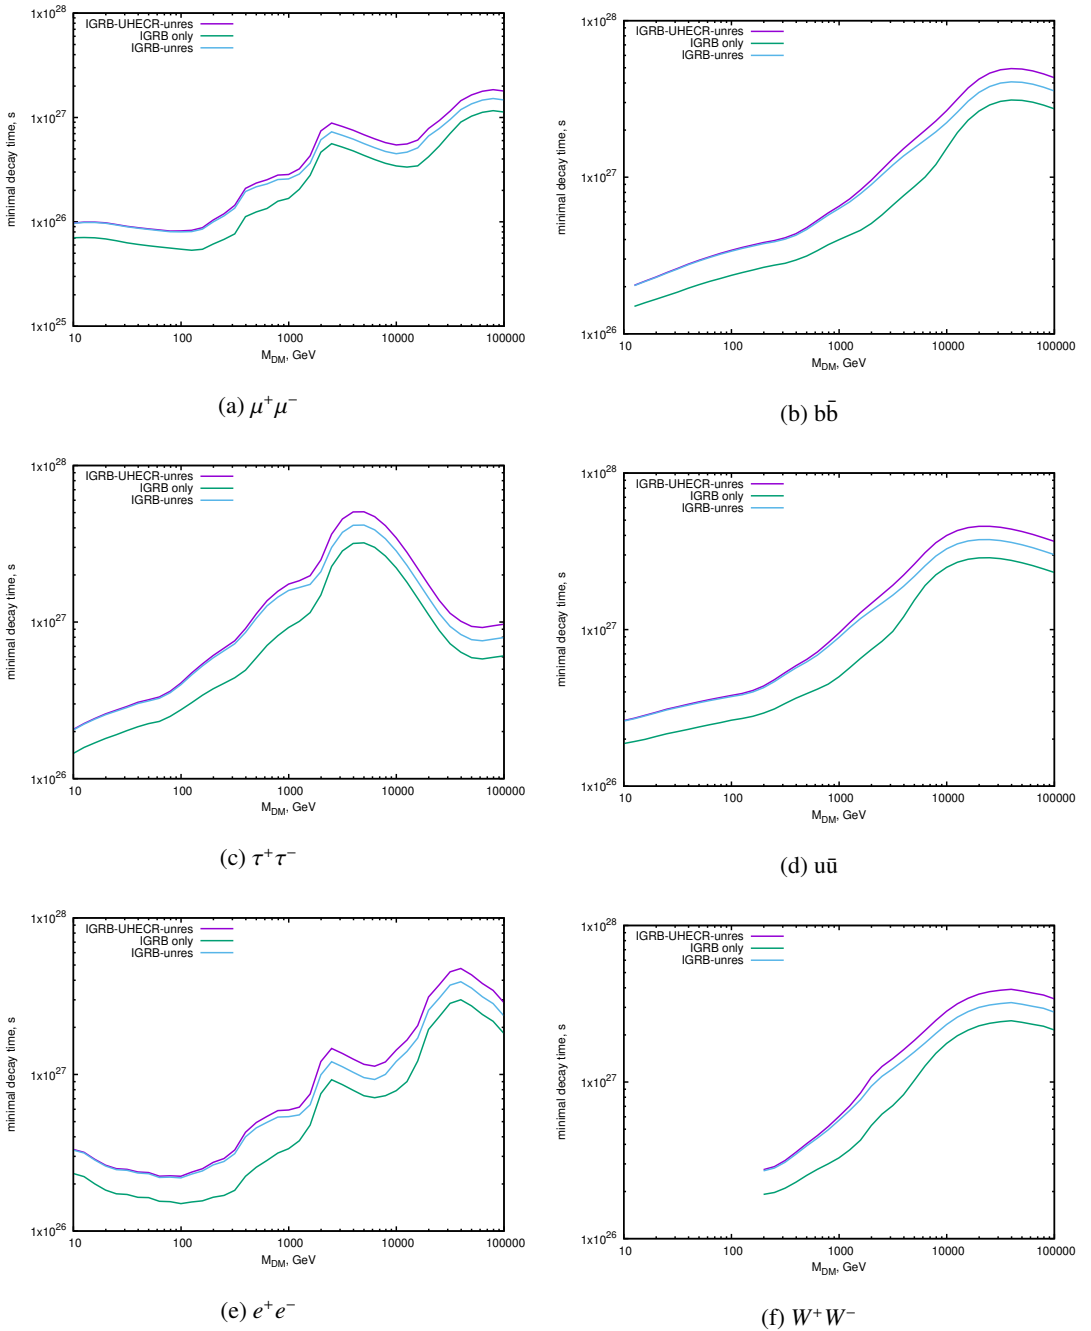 1x10^28
1x10^27
1x10^26
1x10^25
minimal decay time, s
IGRB-UHECR-unres
IGRB only
IGRB-unres
10 100 1000 10000 100000
M_DM, GeV
(a) μ⁺μ⁻
1x10^28
1x10^27
1x10^26
minimal decay time, s
IGRB-UHECR-unres
IGRB only
IGRB-unres
10 100 1000 10000 100000
M_DM, GeV
(b) bb̄
1x10^28
1x10^27
1x10^26
minimal decay time, s
IGRB-UHECR-unres
IGRB only
IGRB-unres
10 100 1000 10000 100000
M_DM, GeV
(c) τ⁺τ⁻
1x10^28
1x10^27
1x10^26
minimal decay time, s
IGRB-UHECR-unres
IGRB only
IGRB-unres
10 100 1000 10000 100000
M_DM, GeV
(d) uū
1x10^28
1x10^27
1x10^26
minimal decay time, s
IGRB-UHECR-unres
IGRB only
IGRB-unres
10 100 1000 10000 100000
M_DM, GeV
(e) e⁺e⁻
1x10^28
1x10^27
1x10^26
minimal decay time, s
IGRB-UHECR-unres
IGRB only
IGRB-unres
10 100 1000 10000 100000
M_DM, GeV
(f) W⁺W⁻